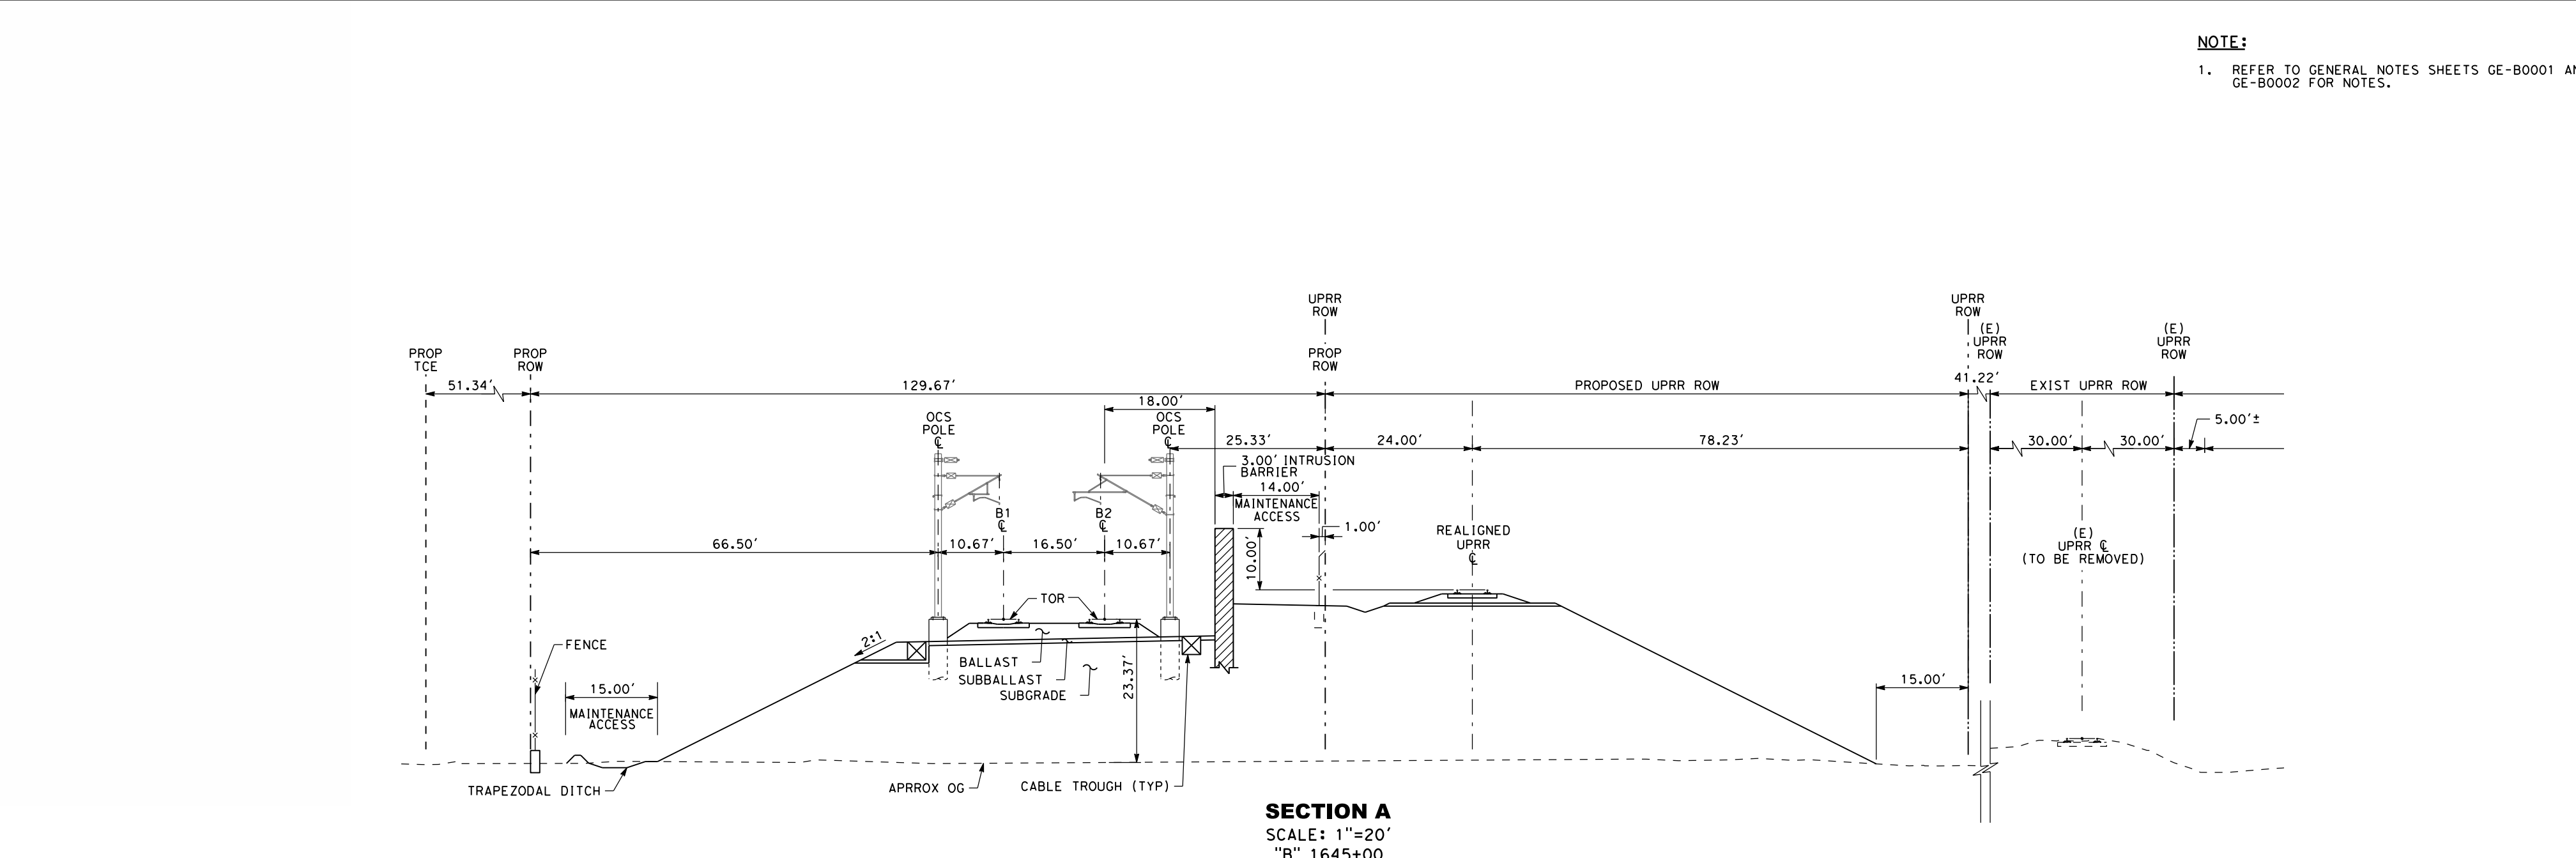 NOTE:
1. REFER TO GENERAL NOTES SHEETS GE-B0001
GE-B0002 FOR NOTES.
UPRR
ROW
UPRR
ROW
(E)
UPRR
ROW
(E)
UPRR
ROW
PROP
TCE
PROP
ROW
PROP
ROW
51.34'
129.67'
PROPOSED UPRR ROW
41.22'
EXIST UPRR ROW
18.00'
OCS
POLE
℄
OCS
POLE
℄
25.33'
24.00'
78.23'
30.00'
30.00'
5.00'±
3.00' INTRUSION
BARRIER
14.00'
MAINTENANCE
ACCESS
1.00'
B1
℄
B2
℄
REALIGNED
UPRR
℄
(E)
UPRR ℄
(TO BE REMOVED)
66.50'
10.67'
16.50'
10.67'
10.00'
TOR
2:1
FENCE
BALLAST
SUBBALLAST
SUBGRADE
23.37'
15.00'
MAINTENANCE
ACCESS
15.00'
TRAPEZODAL DITCH
APRROX OG
CABLE TROUGH (TYP)
SECTION A
SCALE: 1"=20'
"B" 1645+00